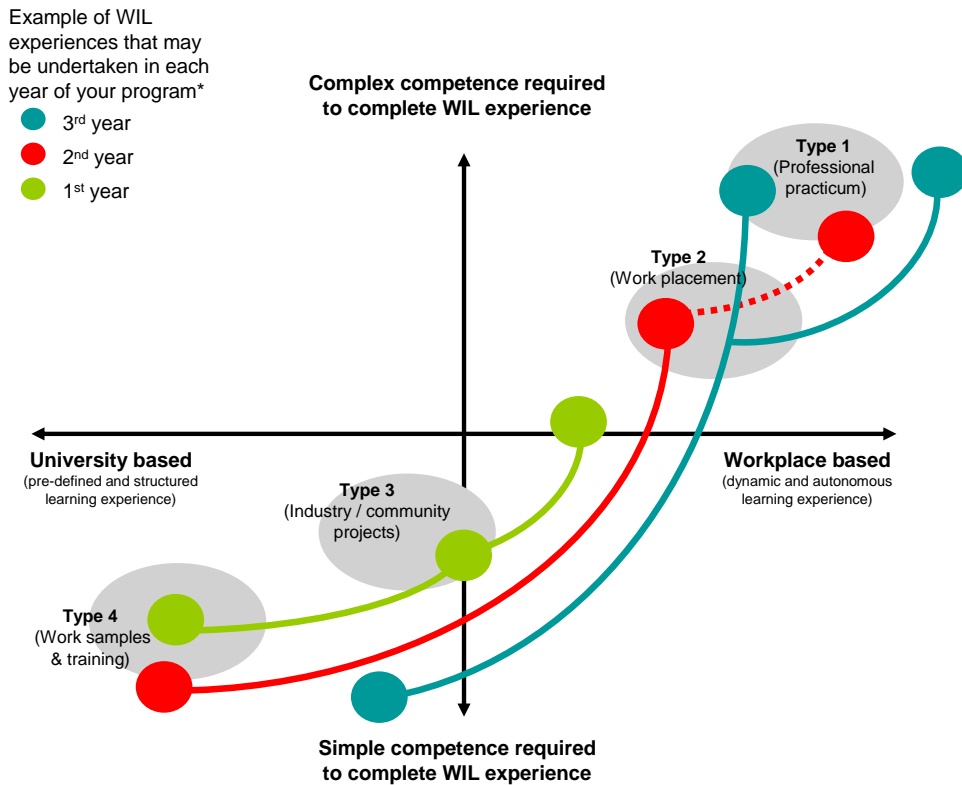 Example of WIL
experiences that may
be undertaken in each
year of your program*
3rd year
2nd year
1st year
Complex competence required
to complete WIL experience
Type 1
(Professional
practicum)
Type 2
(Work placement)
University based
(pre-defined and structured
learning experience)
Workplace based
(dynamic and autonomous
learning experience)
Type 3
(Industry / community
projects)
Type 4
(Work samples
& training)
Simple competence required
to complete WIL experience